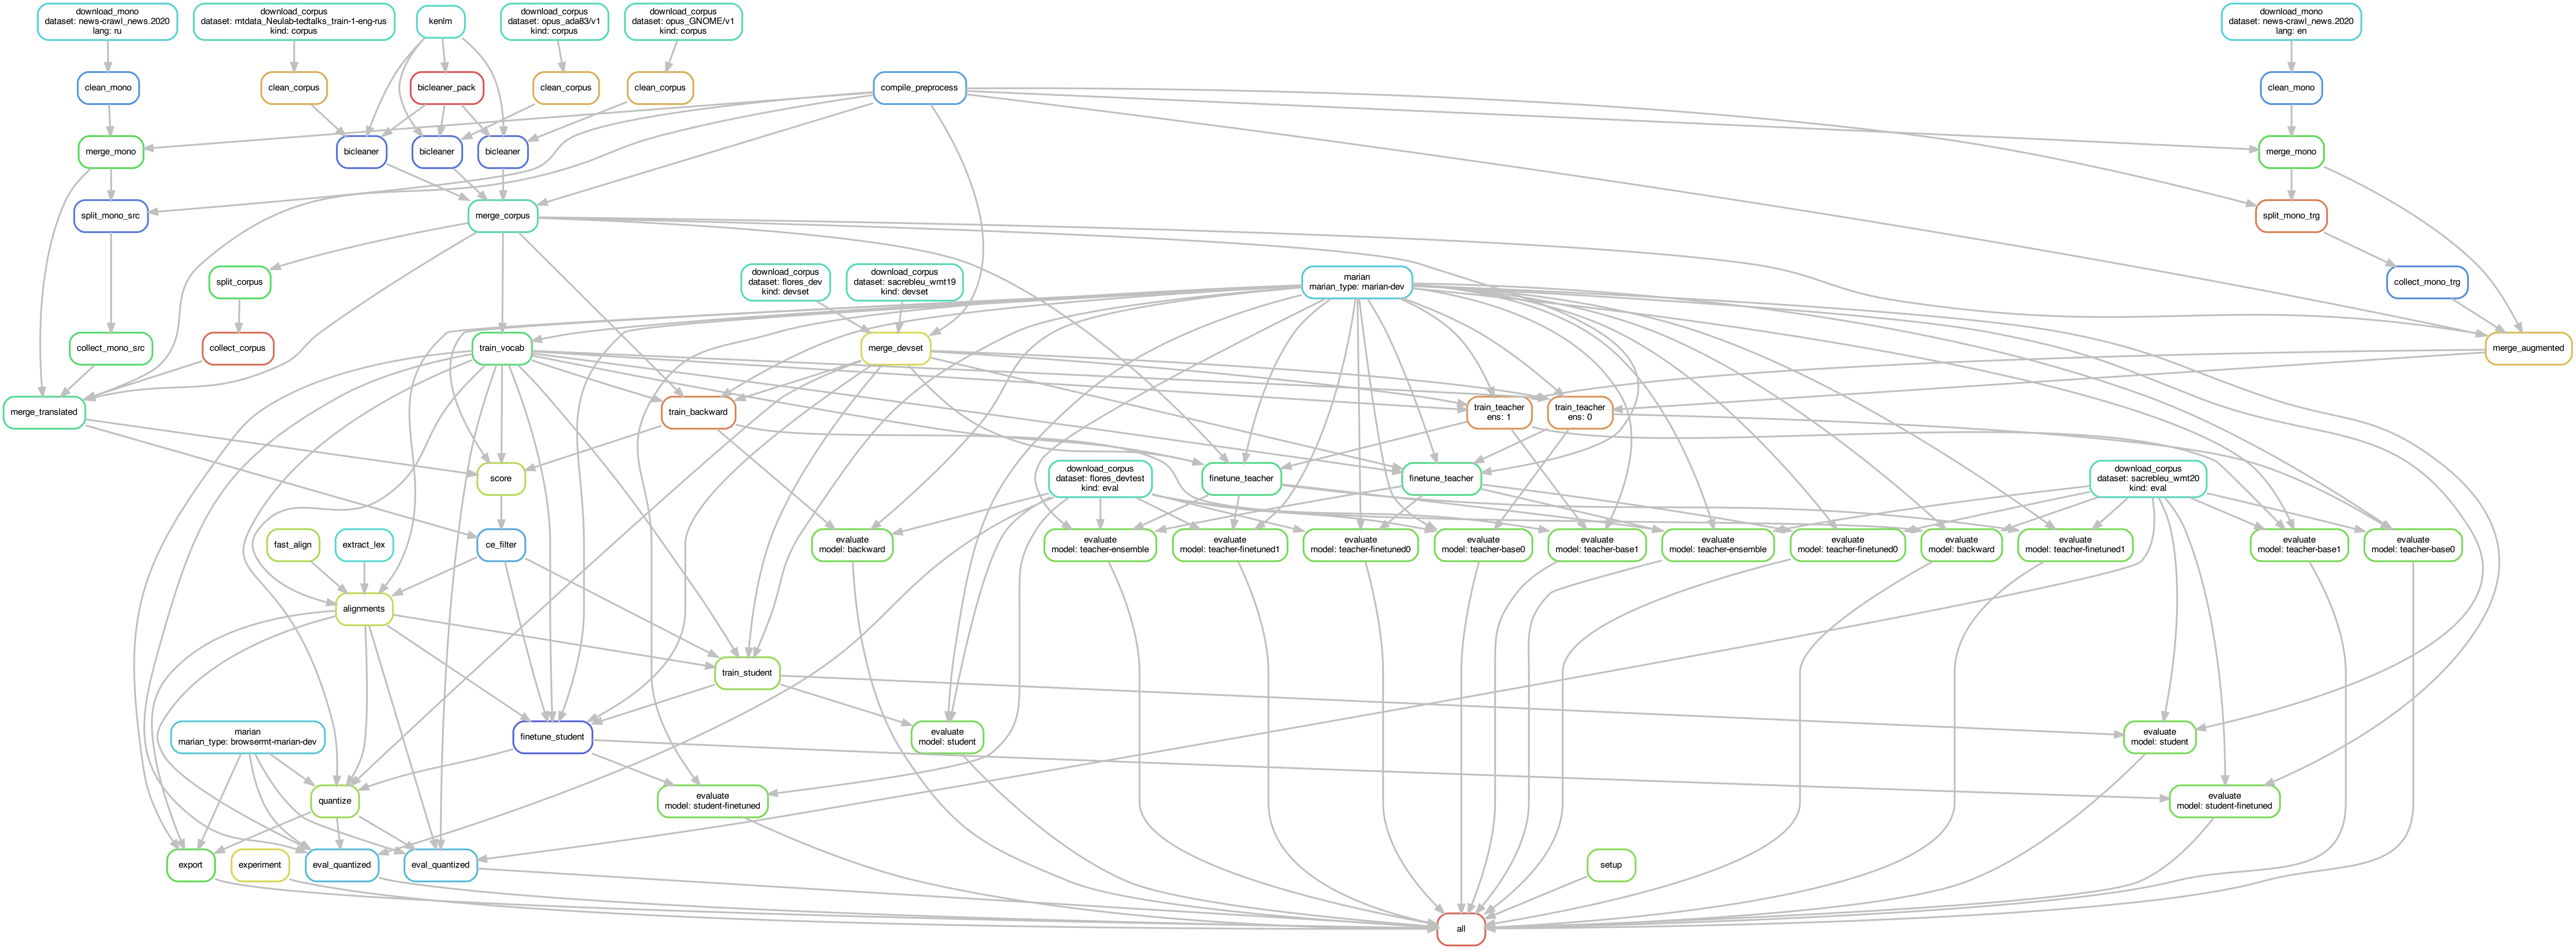 download_mono
dataset: news-crawl_news.2020
lang: ru
download_corpus
dataset: mtdata_Neulab-tedtalks_train-1-eng-rus
kind: corpus
kenlm
download_corpus
dataset: opus_ada83/v1
kind: corpus
download_corpus
dataset: opus_GNOME/v1
kind: corpus
download_mono
dataset: news-crawl_news.2020
lang: en
clean_mono
clean_corpus
bicleaner_pack
clean_corpus
clean_corpus
compile_preprocess
clean_mono
merge_mono
bicleaner
bicleaner
bicleaner
merge_mono
split_mono_src
merge_corpus
split_mono_trg
split_corpus
download_corpus
dataset: flores_dev
kind: devset
download_corpus
dataset: sacrebleu_wmt19
kind: devset
marian
marian_type: marian-dev
collect_mono_trg
collect_mono_src
collect_corpus
train_vocab
merge_devset
merge_augmented
merge_translated
train_backward
train_teacher
ens: 1
train_teacher
ens: 0
score
download_corpus
dataset: flores_devtest
kind: eval
finetune_teacher
finetune_teacher
download_corpus
dataset: sacrebleu_wmt20
kind: eval
fast_align
extract_lex
ce_filter
evaluate
model: backward
evaluate
model: teacher-ensemble
evaluate
model: teacher-finetuned1
evaluate
model: teacher-finetuned0
evaluate
model: teacher-base0
evaluate
model: teacher-base1
evaluate
model: teacher-ensemble
evaluate
model: teacher-finetuned0
evaluate
model: backward
evaluate
model: teacher-finetuned1
evaluate
model: teacher-base1
evaluate
model: teacher-base0
alignments
train_student
marian
marian_type: browsermt-marian-dev
finetune_student
evaluate
model: student
evaluate
model: student
quantize
evaluate
model: student-finetuned
evaluate
model: student-finetuned
export
experiment
eval_quantized
eval_quantized
setup
all